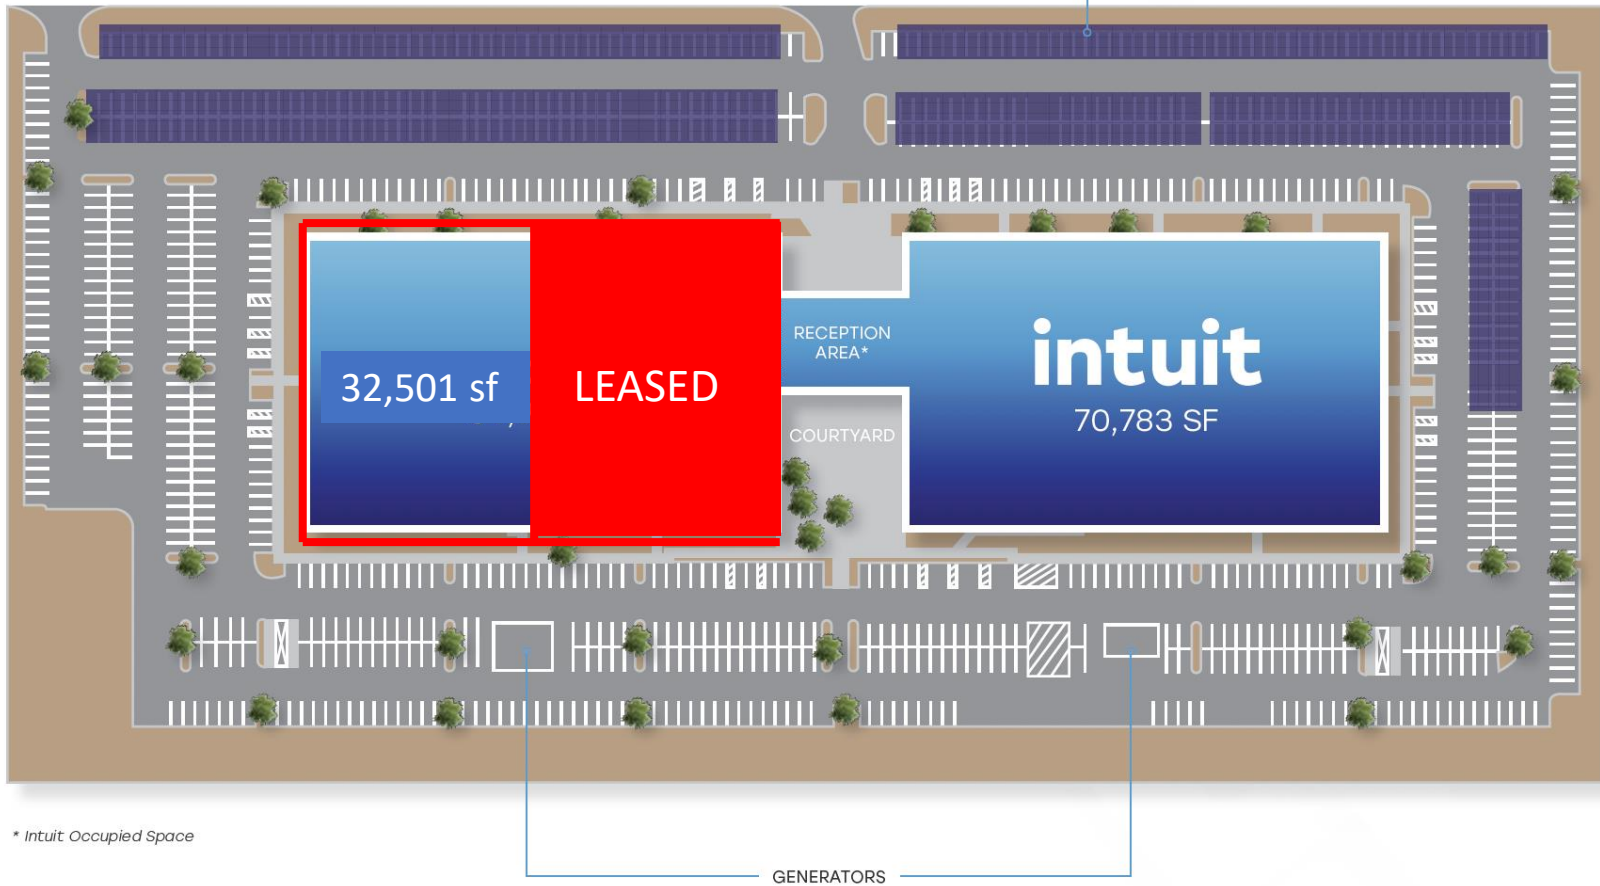 32,501 sf
LEASED
RECEPTION
AREA*
COURTYARD
intuit
70,783 SF
* Intuit Occupied Space
GENERATORS